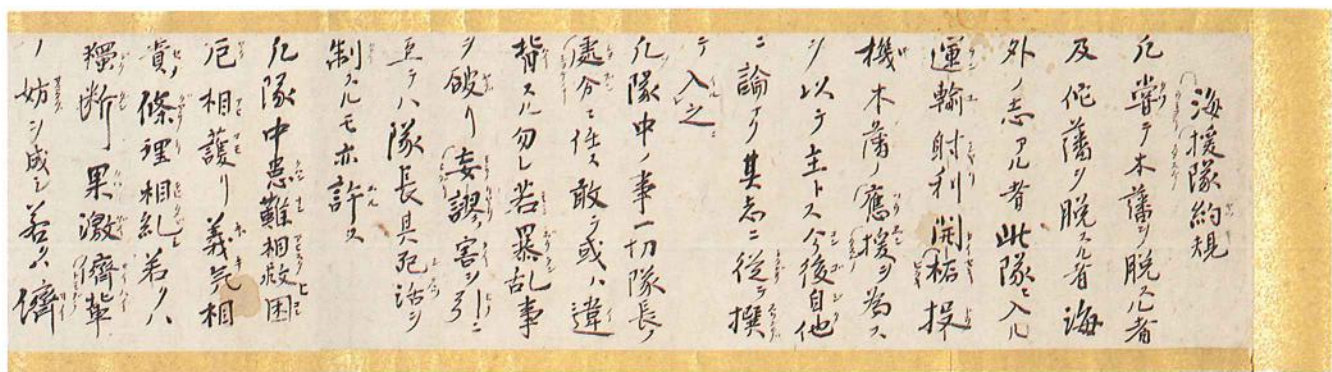 海援隊約規
凡嘗テ本藩ヲ脱スル者
及佗藩ヲ脱スル者海
外ノ志アル者此隊ニ入ル
運輸射利開柘投
機本藩ノ應援ヲ為ス
ヲ以テ主トス今後自他
ニ論ナク其志ニ従テ撰
テ入之
凡隊中ノ事一切隊長ノ
處分ニ任ス敢テ或ハ違
背スル勿レ若暴乱事
ヲ破リ妄謬害ヲ引ニ
至テハ隊長其死活ヲ
制スルモ亦許ス
凡隊中患難相救困
厄相護リ義気相
責條理相糺シ若クハ
獨断果激儕輩
ノ妨ヲ成シ若クハ儕